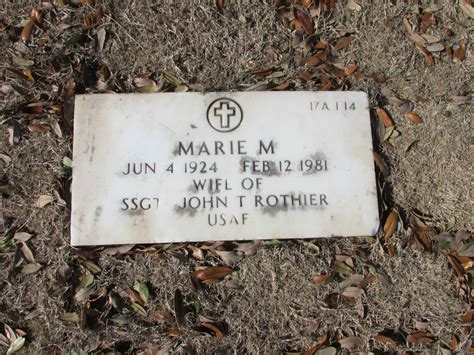 17A 114
MARIE M
JUN 4 1924 FEB 12 1981
WIFE OF
SSGT JOHN T ROTHIER
USAF